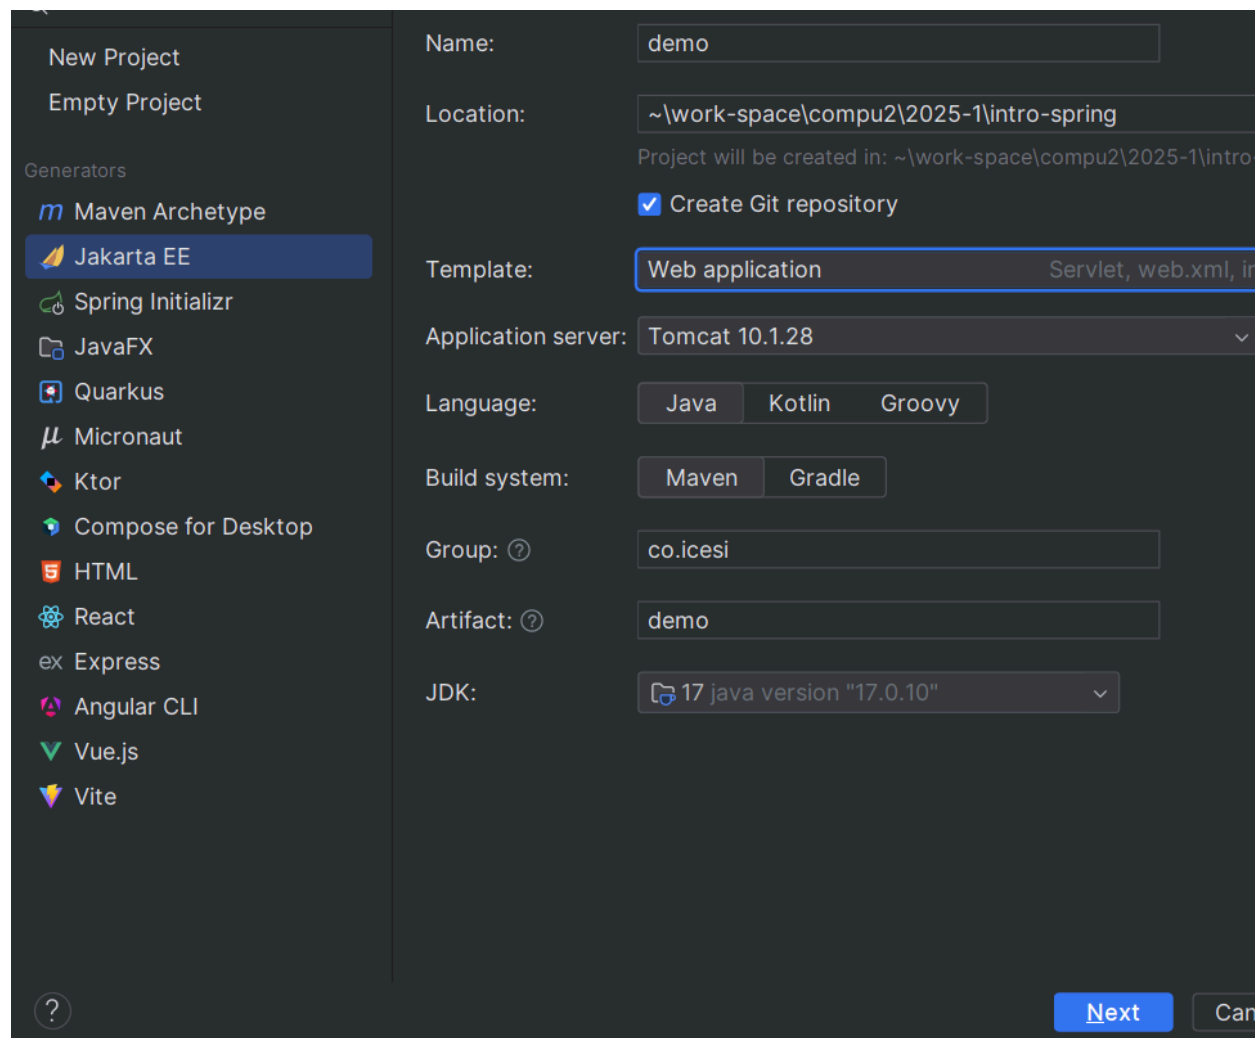 New Project
Empty Project
Generators
Maven Archetype
Jakarta EE
Spring Initializr
JavaFX
Quarkus
Micronaut
Ktor
Compose for Desktop
HTML
React
ex Express
Angular CLI
Vue.js
Vite
Name: demo
Location: ~\work-space\compu2\2025-1\intro-spring
Project will be created in: ~\work-space\compu2\2025-1\intro-
Create Git repository
Template: Web application Servlet, web.xml, in
Application server: Tomcat 10.1.28
Language: Java Kotlin Groovy
Build system: Maven Gradle
Group: ? co.icesi
Artifact: ? demo
JDK: 17 java version "17.0.10"
? Next Can